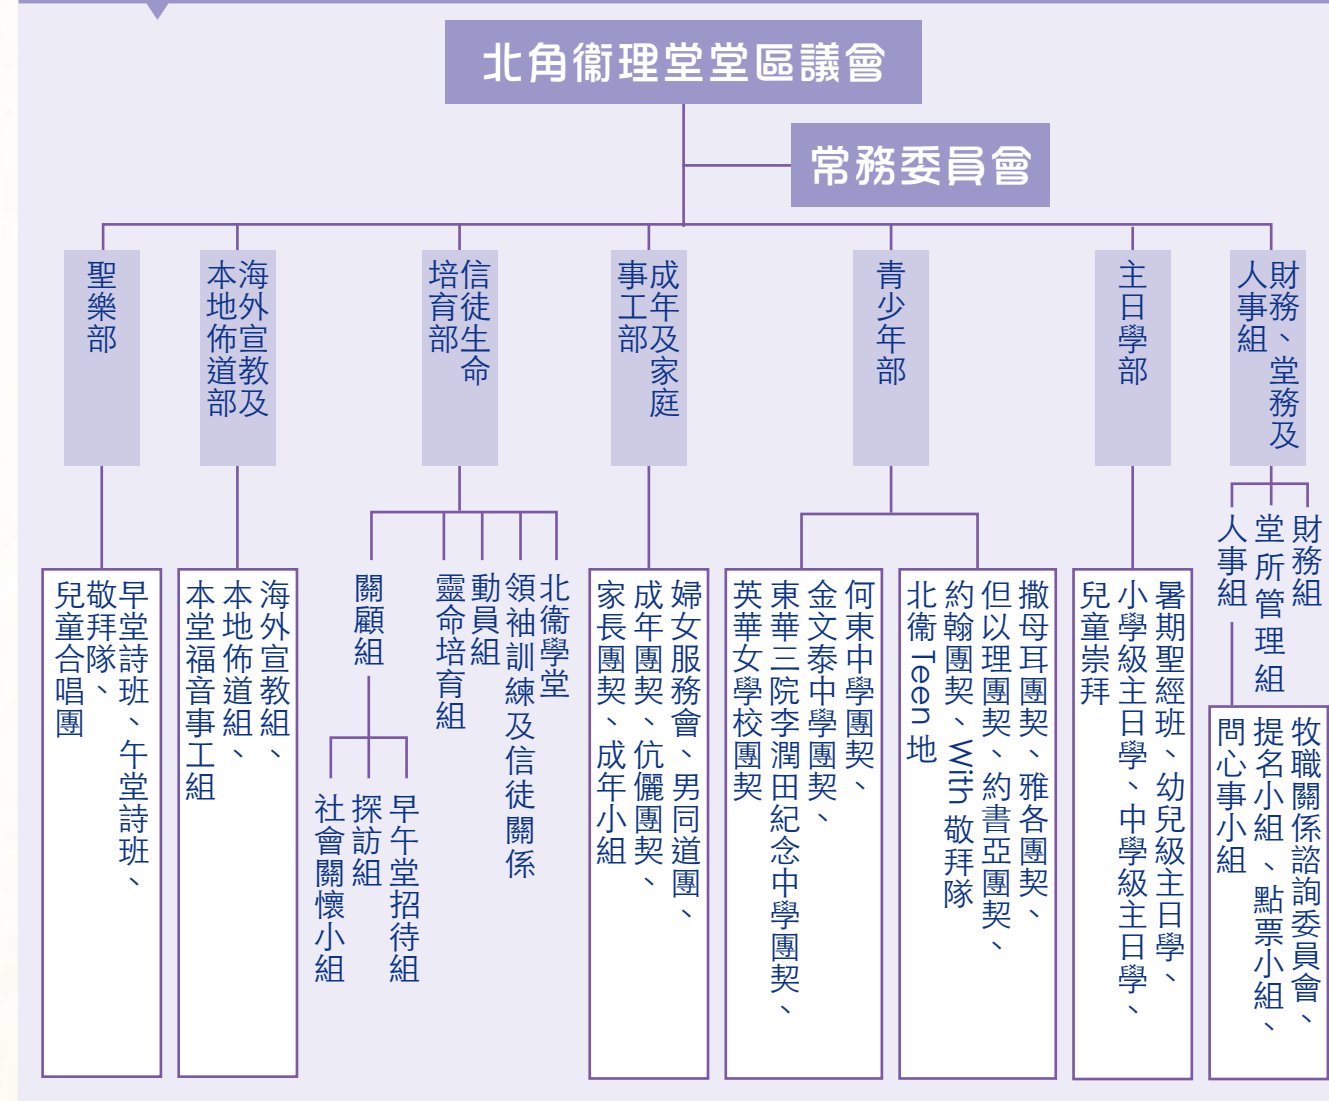 北角衞理堂堂區議會
常務委員會
財務、堂務及
人事組
主日學部
青少年部
成年及家庭
事工部
信徒生命
培育部
海外宣教及
本地佈道部
聖樂部
財務組
堂所管理組
人事組
牧職關係諮詢委員會、
提名小組、點票小組、
問心事小組
暑期聖經班、幼兒級主日學、
小學級主日學、中學級主日學、
兒童崇拜
撒母耳團契、雅各團契、
但以理團契、約書亞團契、
約翰團契、With 敬拜隊
北衞 Teen 地
何東中學團契、
金文泰中學團契、
東華三院李潤田紀念中學團契、
英華女學校團契
婦女服務會、男同道團、
成年團契、伉儷團契、
家長團契、成年小組
北衞學堂
領袖訓練及信徒關係
動員組
靈命培育組
關顧組
早午堂招待組
探訪組
社會關懷小組
海外宣教組、
本地佈道組、
本堂福音事工組
早堂詩班、午堂詩班、
敬拜隊、
兒童合唱團